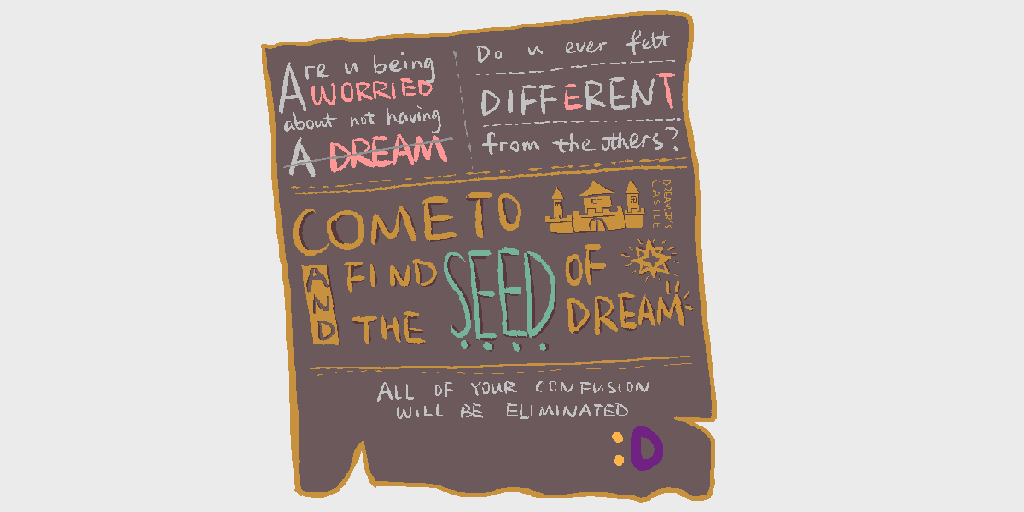 Are u being
WORRIED
about not having
A DREAM
Do u ever felt
DIFFERENT
from the others?
COME TO
DREAMER'S
CASTLE
AND
FIND
THE
SEED
OF
DREAM
ALL OF YOUR CONFUSION
WILL BE ELIMINATED
:D